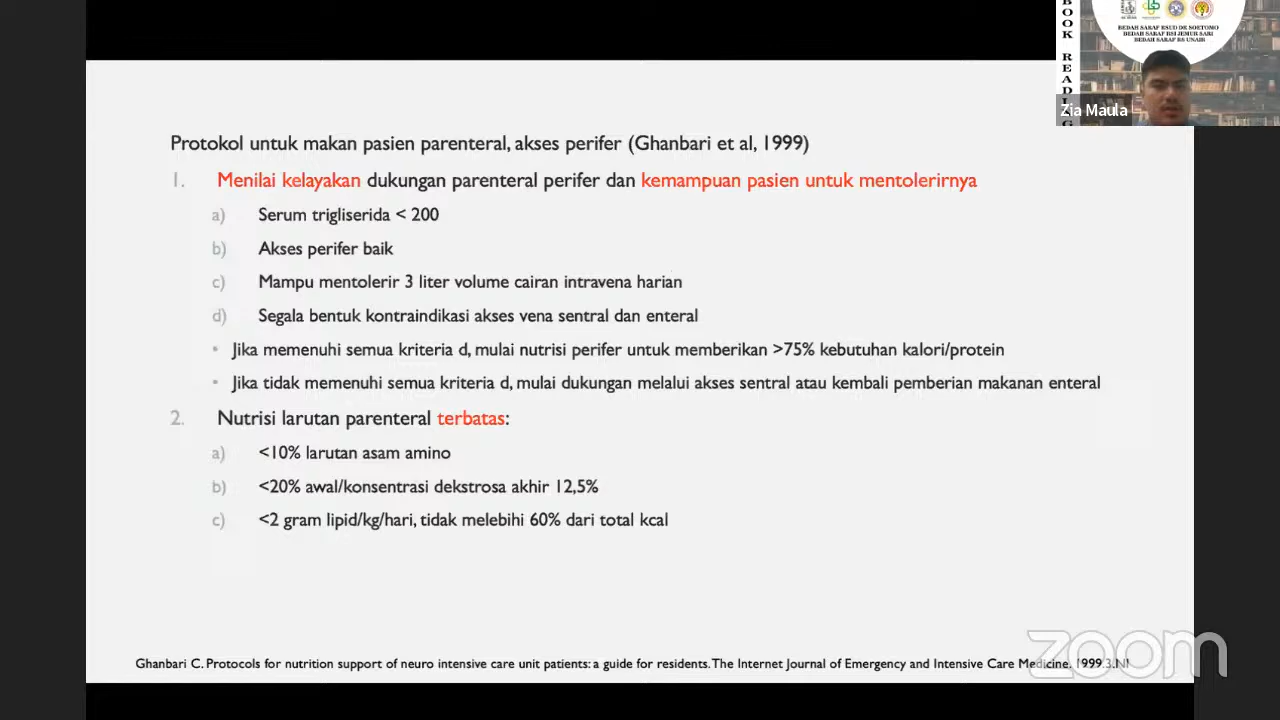 Protokol untuk makan pasien parenteral, akses perifer (Ghanbari et al, 1999)
1. Menilai kelayakan dukungan parenteral perifer dan kemampuan pasien untuk mentolerirnya
a) Serum trigliserida < 200
b) Akses perifer baik
c) Mampu mentolerir 3 liter volume cairan intravena harian
d) Segala bentuk kontraindikasi akses vena sentral dan enteral
• Jika memenuhi semua kriteria d, mulai nutrisi perifer untuk memberikan >75% kebutuhan kalori/protein
• Jika tidak memenuhi semua kriteria d, mulai dukungan melalui akses sentral atau kembali pemberian makanan enteral
2. Nutrisi larutan parenteral terbatas:
a) <10% larutan asam amino
b) <20% awal/konsentrasi dekstrosa akhir 12,5%
c) <2 gram lipid/kg/hari, tidak melebihi 60% dari total kcal
Ghanbari C. Protocols for nutrition support of neuro intensive care unit patients: a guide for residents. The Internet Journal of Emergency and Intensive Care Medicine. 1999.3.NI
BOOK READING
BEDAH SARAF RSUD DR SOETOMO
BEDAH SARAF RSI JEMUR SARI
BEDAH SARAF RS UNAIR
Zia Maula
zoom